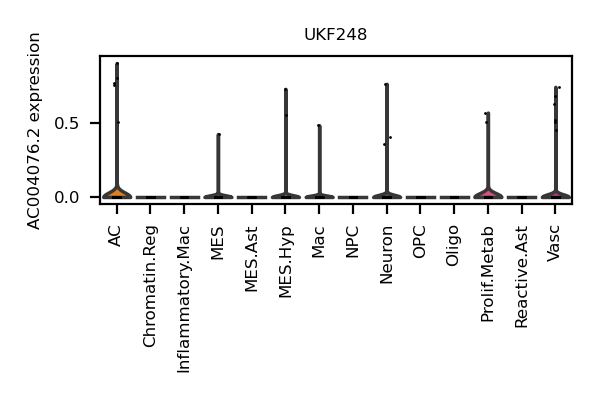 UKF248
AC004076.2 expression
0.5
0.0
AC
Chromatin.Reg
Inflammatory.Mac
MES
MES.Ast
MES.Hyp
Mac
NPC
Neuron
OPC
Oligo
Prolif.Metab
Reactive.Ast
Vasc